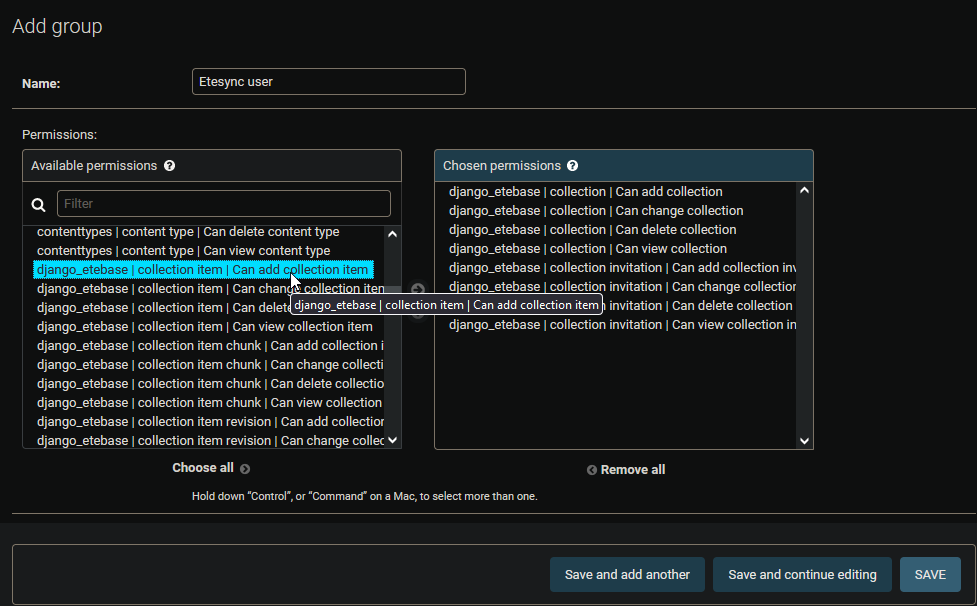 Add group
Name:
Etesync user
Permissions:
Available permissions ?
Filter
contenttypes | content type | Can delete content type
contenttypes | content type | Can view content type
django_etebase | collection item | Can add collection item
django_etebase | collection item | Can change collection item
django_etebase | collection item | Can delete
django_etebase | collection item | Can view collection item
django_etebase | collection item chunk | Can add collection i
django_etebase | collection item chunk | Can change collecti
django_etebase | collection item chunk | Can delete collectio
django_etebase | collection item chunk | Can view collection
django_etebase | collection item revision | Can add collection
django_etebase | collection item revision | Can change collec
django_etebase | collection item | Can add collection item
Choose all
Chosen permissions ?
django_etebase | collection | Can add collection
django_etebase | collection | Can change collection
django_etebase | collection | Can delete collection
django_etebase | collection | Can view collection
django_etebase | collection invitation | Can add collection inv
invitation | Can change collection
invitation | Can delete collection
django_etebase | collection invitation | Can view collection in
Remove all
Hold down “Control”, or “Command” on a Mac, to select more than one.
Save and add another
Save and continue editing
SAVE